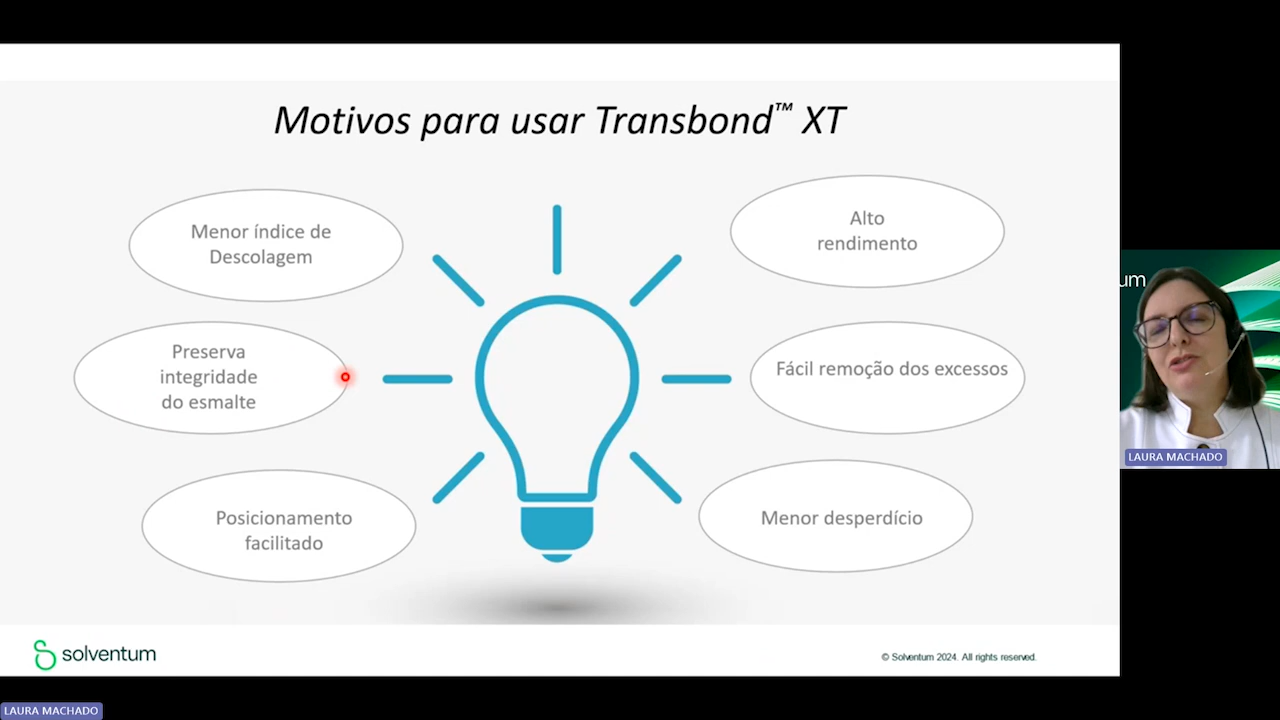 Motivos para usar Transbond™ XT
Menor índice de
Descolagem
Alto
rendimento
Preserva
integridade
do esmalte
Fácil remoção dos excessos
Posicionamento
facilitado
Menor desperdício
solventum
© Solventum 2024. All rights reserved.
um
LAURA MACHADO
LAURA MACHADO